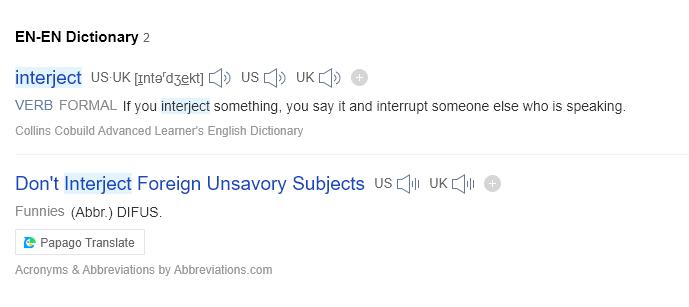 EN-EN Dictionary 2
interject US·UK [ɪntəʳdʒekt] US UK
VERB FORMAL If you interject something, you say it and interrupt someone else who is speaking.
Collins Cobuild Advanced Learner's English Dictionary
Don't Interject Foreign Unsavory Subjects US UK
Funnies (Abbr.) DIFUS.
Papago Translate
Acronyms & Abbreviations by Abbreviations.com